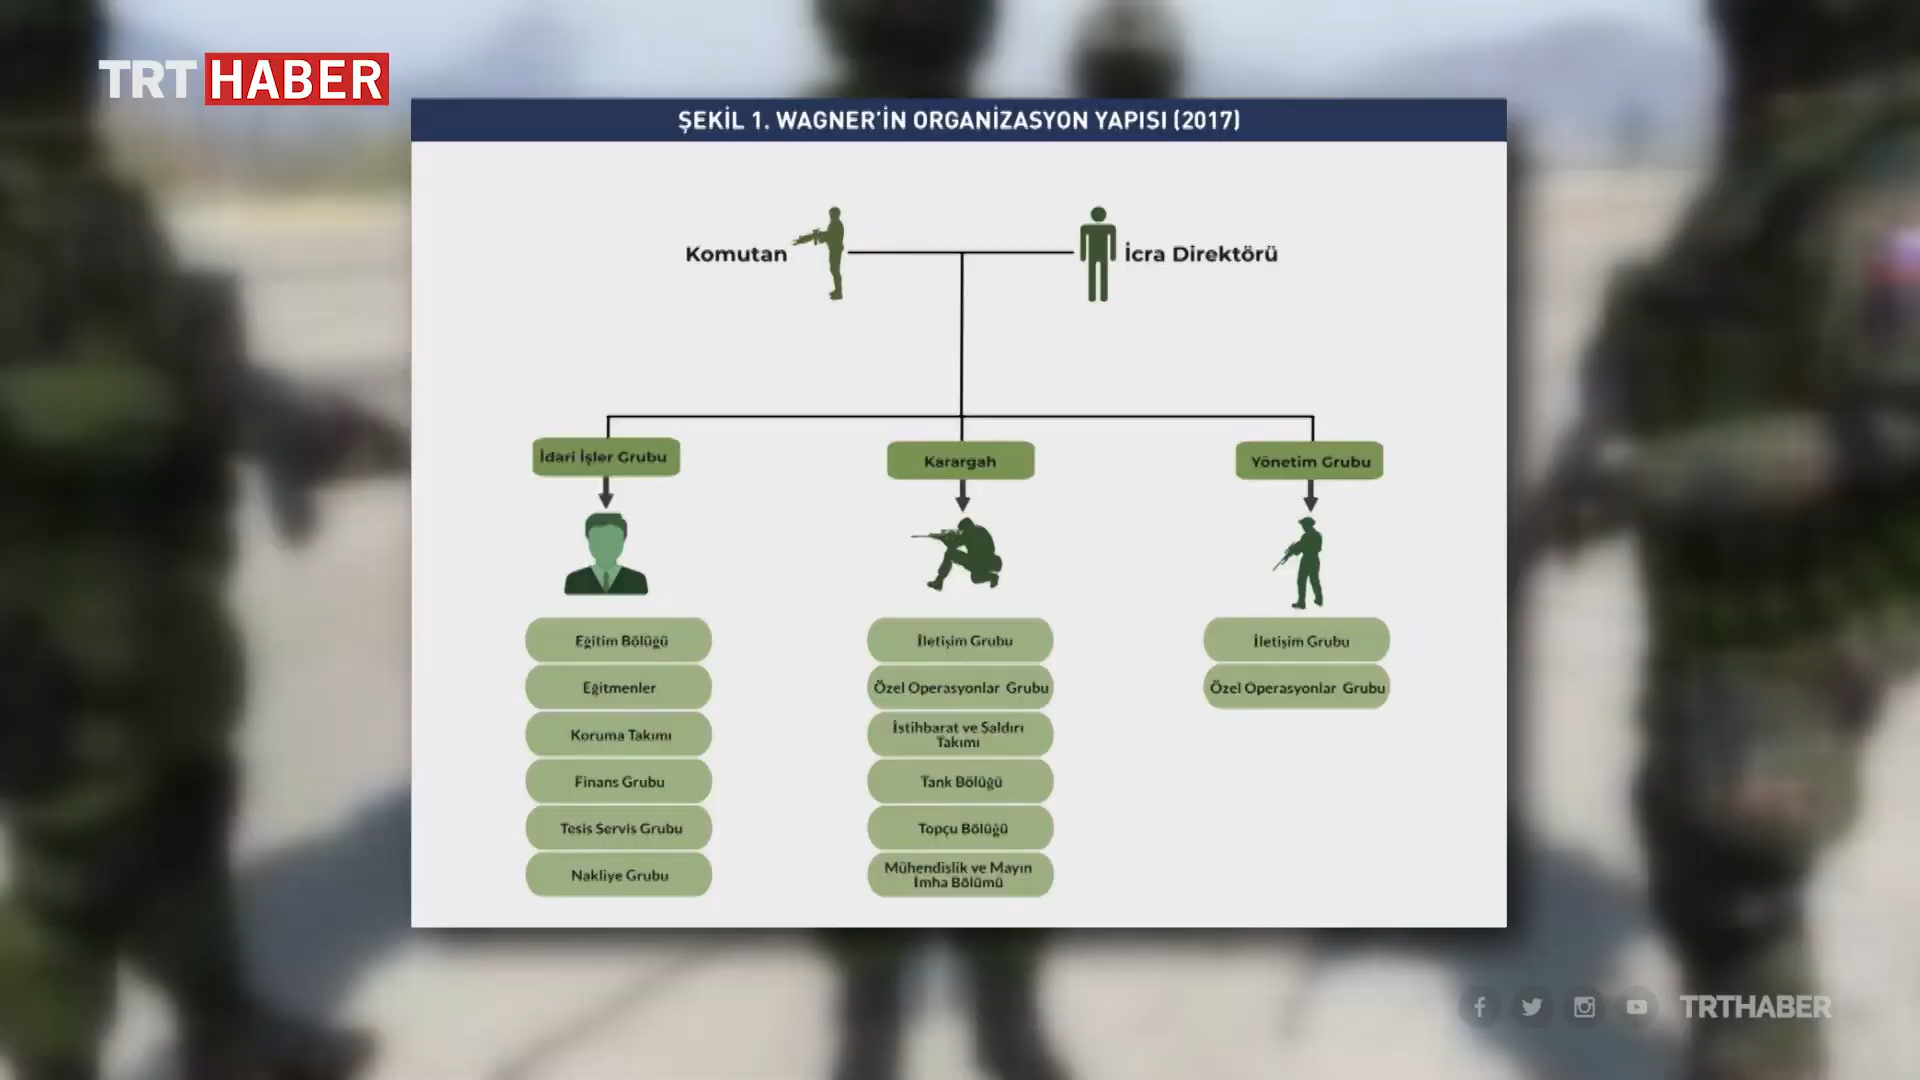 TRT HABER
ŞEKİL 1. WAGNER'İN ORGANİZASYON YAPISI (2017)
Komutan
İcra Direktörü
İdari İşler Grubu
Karargah
Yönetim Grubu
Eğitim Bölüğü
Eğitmenler
Koruma Takımı
Finans Grubu
Tesis Servis Grubu
Nakliye Grubu
İletişim Grubu
Özel Operasyonlar Grubu
İstihbarat ve Saldırı
Takımı
Tank Bölüğü
Topçu Bölüğü
Mühendislik ve Mayın
İmha Bölümü
İletişim Grubu
Özel Operasyonlar Grubu
TRTHABER